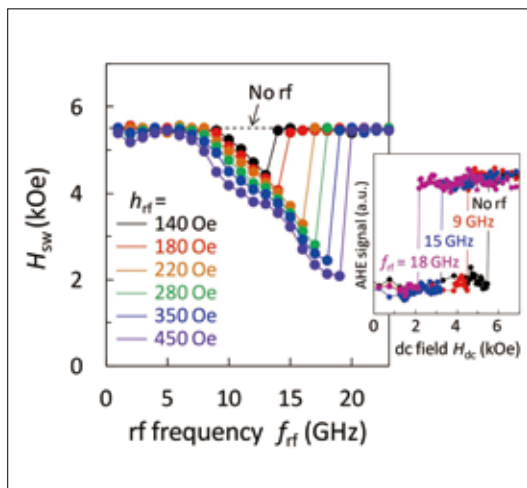 No rf
6
4
2
0
H_sw (kOe)
h_rf =
140 Oe
180 Oe
220 Oe
280 Oe
350 Oe
450 Oe
0 5 10 15 20
rf frequency f_rf (GHz)
AHE signal (a.u.)
No rf
9 GHz
15 GHz
f_rf = 18 GHz
0 2 4 6
dc field H_dc (kOe)